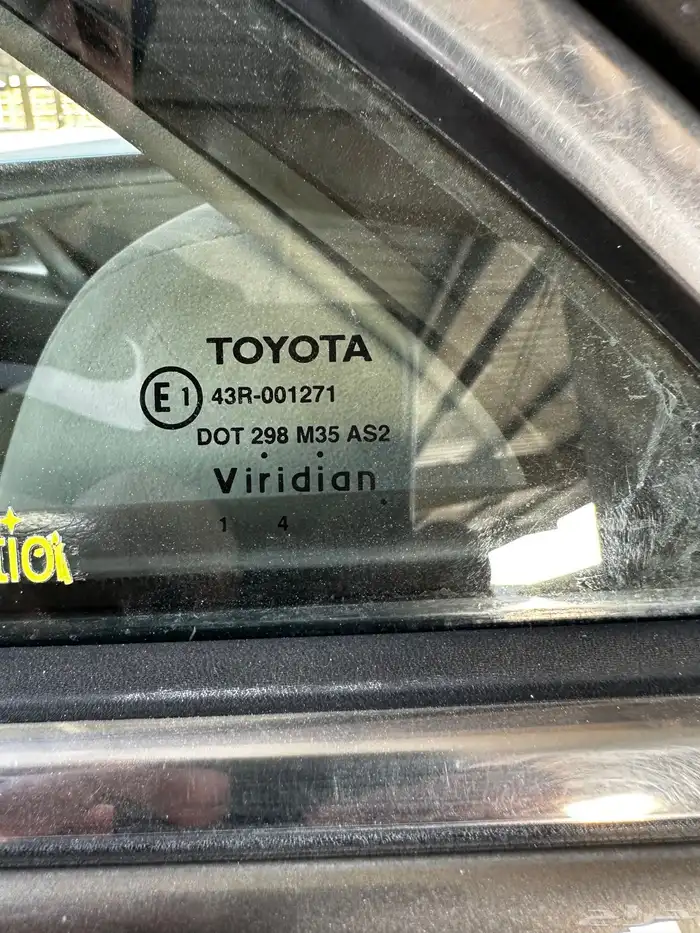 TOYOTA
E1 43R-001271
DOT 298 M35 AS2
Viridian
1 4